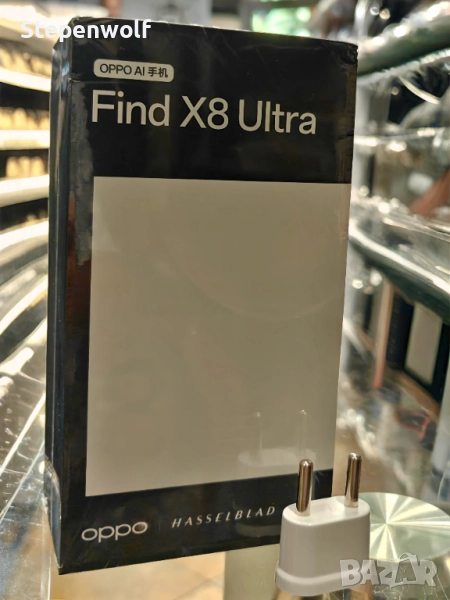 Stepenwolf
OPPO AI 手机
Find X8 Ultra
oppo | HASSELBLAD
BAZAR